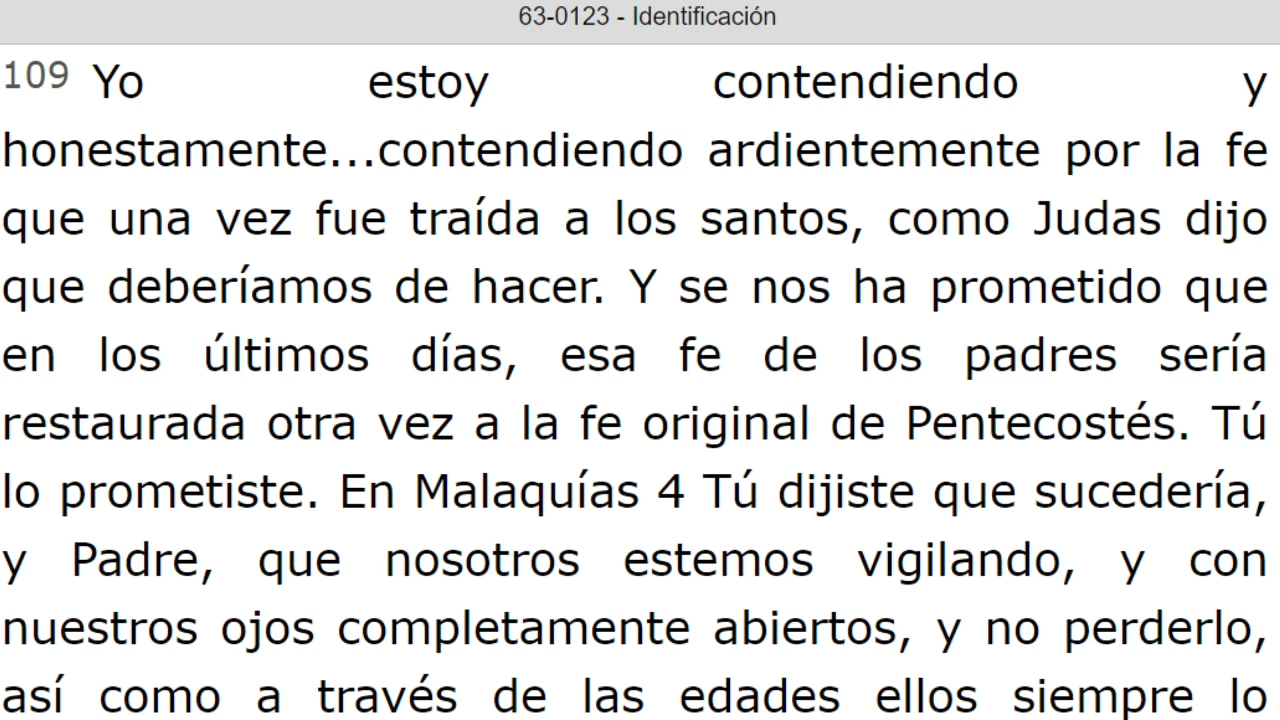 63-0123 - Identificación
109 Yo estoy contendiendo y
honestamente...contendiendo ardientemente por la fe
que una vez fue traída a los santos, como Judas dijo
que deberíamos de hacer. Y se nos ha prometido que
en los últimos días, esa fe de los padres sería
restaurada otra vez a la fe original de Pentecostés. Tú
lo prometiste. En Malaquías 4 Tú dijiste que sucedería,
y Padre, que nosotros estemos vigilando, y con
nuestros ojos completamente abiertos, y no perderlo,
así como a través de las edades ellos siempre lo